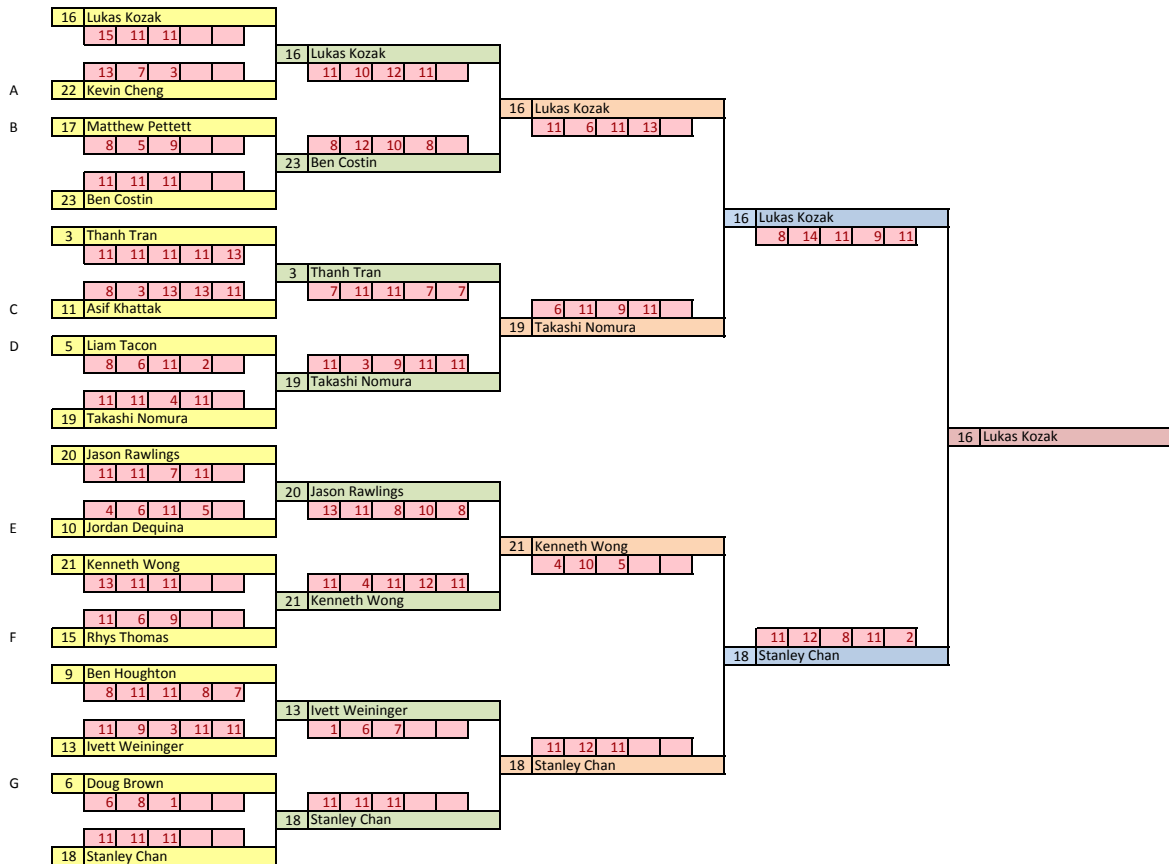 16 Lukas Kozak
15 11 11
16 Lukas Kozak
13 7 3
11 10 12 11
A 22 Kevin Cheng
16 Lukas Kozak
B 17 Matthew Pettett
11 6 11 13
8 5 9
8 12 10 8
23 Ben Costin
11 11 11
23 Ben Costin
16 Lukas Kozak
3 Thanh Tran
8 14 11 9 11
11 11 11 11 13
3 Thanh Tran
8 3 13 13 11
7 11 11 7 7
C 11 Asif Khattak
6 11 9 11
19 Takashi Nomura
D 5 Liam Tacon
8 6 11 2
11 3 9 11 11
19 Takashi Nomura
11 11 4 11
19 Takashi Nomura
16 Lukas Kozak
20 Jason Rawlings
11 11 7 11
20 Jason Rawlings
4 6 11 5
13 11 8 10 8
E 10 Jordan Dequina
21 Kenneth Wong
21 Kenneth Wong
4 10 5
13 11 11
11 4 11 12 11
21 Kenneth Wong
11 6 9
F 15 Rhys Thomas
11 12 8 11 2
18 Stanley Chan
9 Ben Houghton
8 11 11 8 7
13 Ivett Weininger
11 9 3 11 11
1 6 7
13 Ivett Weininger
11 12 11
18 Stanley Chan
G 6 Doug Brown
6 8 1
11 11 11
18 Stanley Chan
11 11 11
18 Stanley Chan